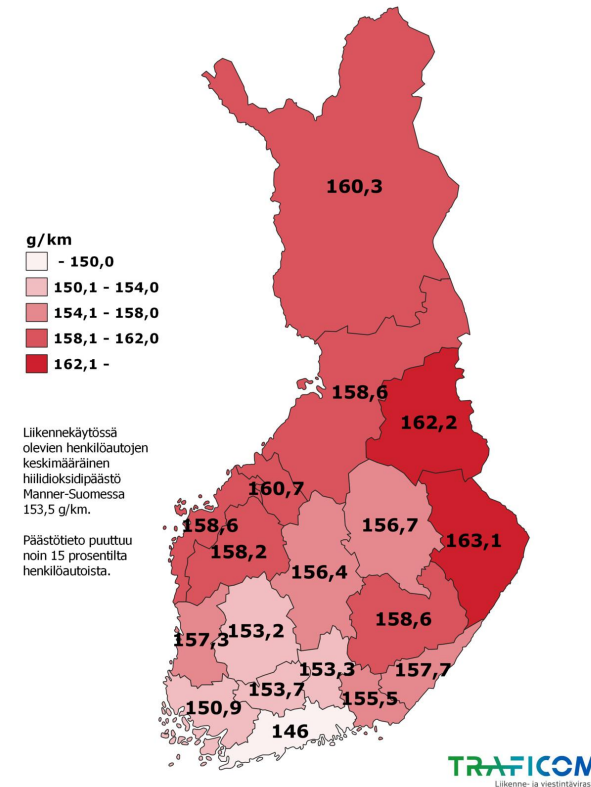 160,3
g/km
- 150,0
150,1 - 154,0
154,1 - 158,0
158,1 - 162,0
162,1 -
158,6
162,2
Liikennekäytössä
olevien henkilöautojen
keskimääräinen
hiilidioksidipäästö
Manner-Suomessa
153,5 g/km.
Päästötieto puuttuu
noin 15 prosentilta
henkilöautoista.
160,7
158,6
156,7
163,1
158,2
156,4
158,6
157,3
153,2
153,3
157,7
153,7
155,5
150,9
146
TRAFICOM
Liikenne- ja viestintäviras